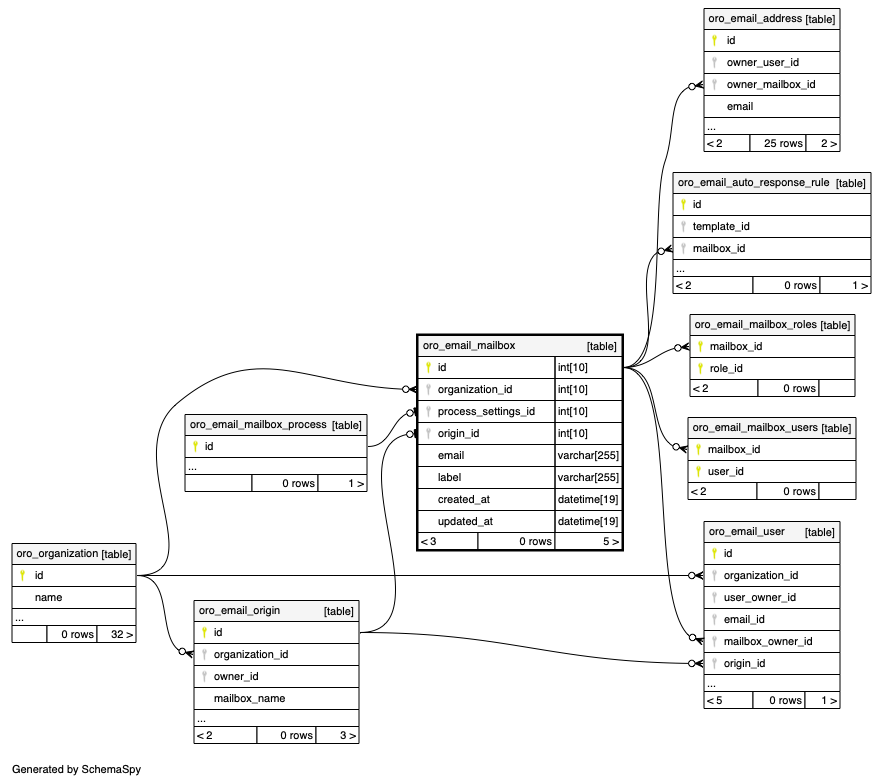 oro_email_address [table]
id
owner_user_id
owner_mailbox_id
email
...
< 2 25 rows 2 >
oro_email_auto_response_rule [table]
id
template_id
mailbox_id
...
< 2 0 rows 1 >
oro_email_mailbox_roles [table]
mailbox_id
role_id
< 2 0 rows
oro_email_mailbox [table]
id int[10]
organization_id int[10]
process_settings_id int[10]
origin_id int[10]
email varchar[255]
label varchar[255]
created_at datetime[19]
updated_at datetime[19]
< 3 0 rows 5 >
oro_email_mailbox_process [table]
id
...
0 rows 1 >
oro_email_mailbox_users [table]
mailbox_id
user_id
< 2 0 rows
oro_email_user [table]
id
organization_id
user_owner_id
email_id
mailbox_owner_id
origin_id
...
< 5 0 rows 1 >
oro_organization [table]
id
name
...
0 rows 32 >
oro_email_origin [table]
id
organization_id
owner_id
mailbox_name
...
< 2 0 rows 3 >
Generated by SchemaSpy